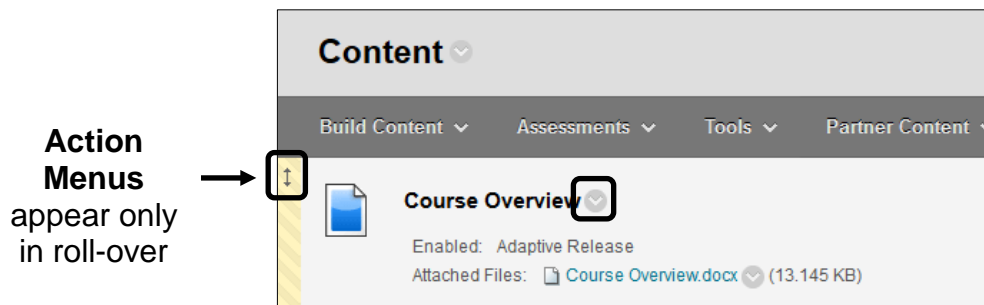 Content
Build Content Assessments Tools Partner Content
Action
Menus
appear only
in roll-over
Course Overview
Enabled: Adaptive Release
Attached Files: Course Overview.docx (13.145 KB)